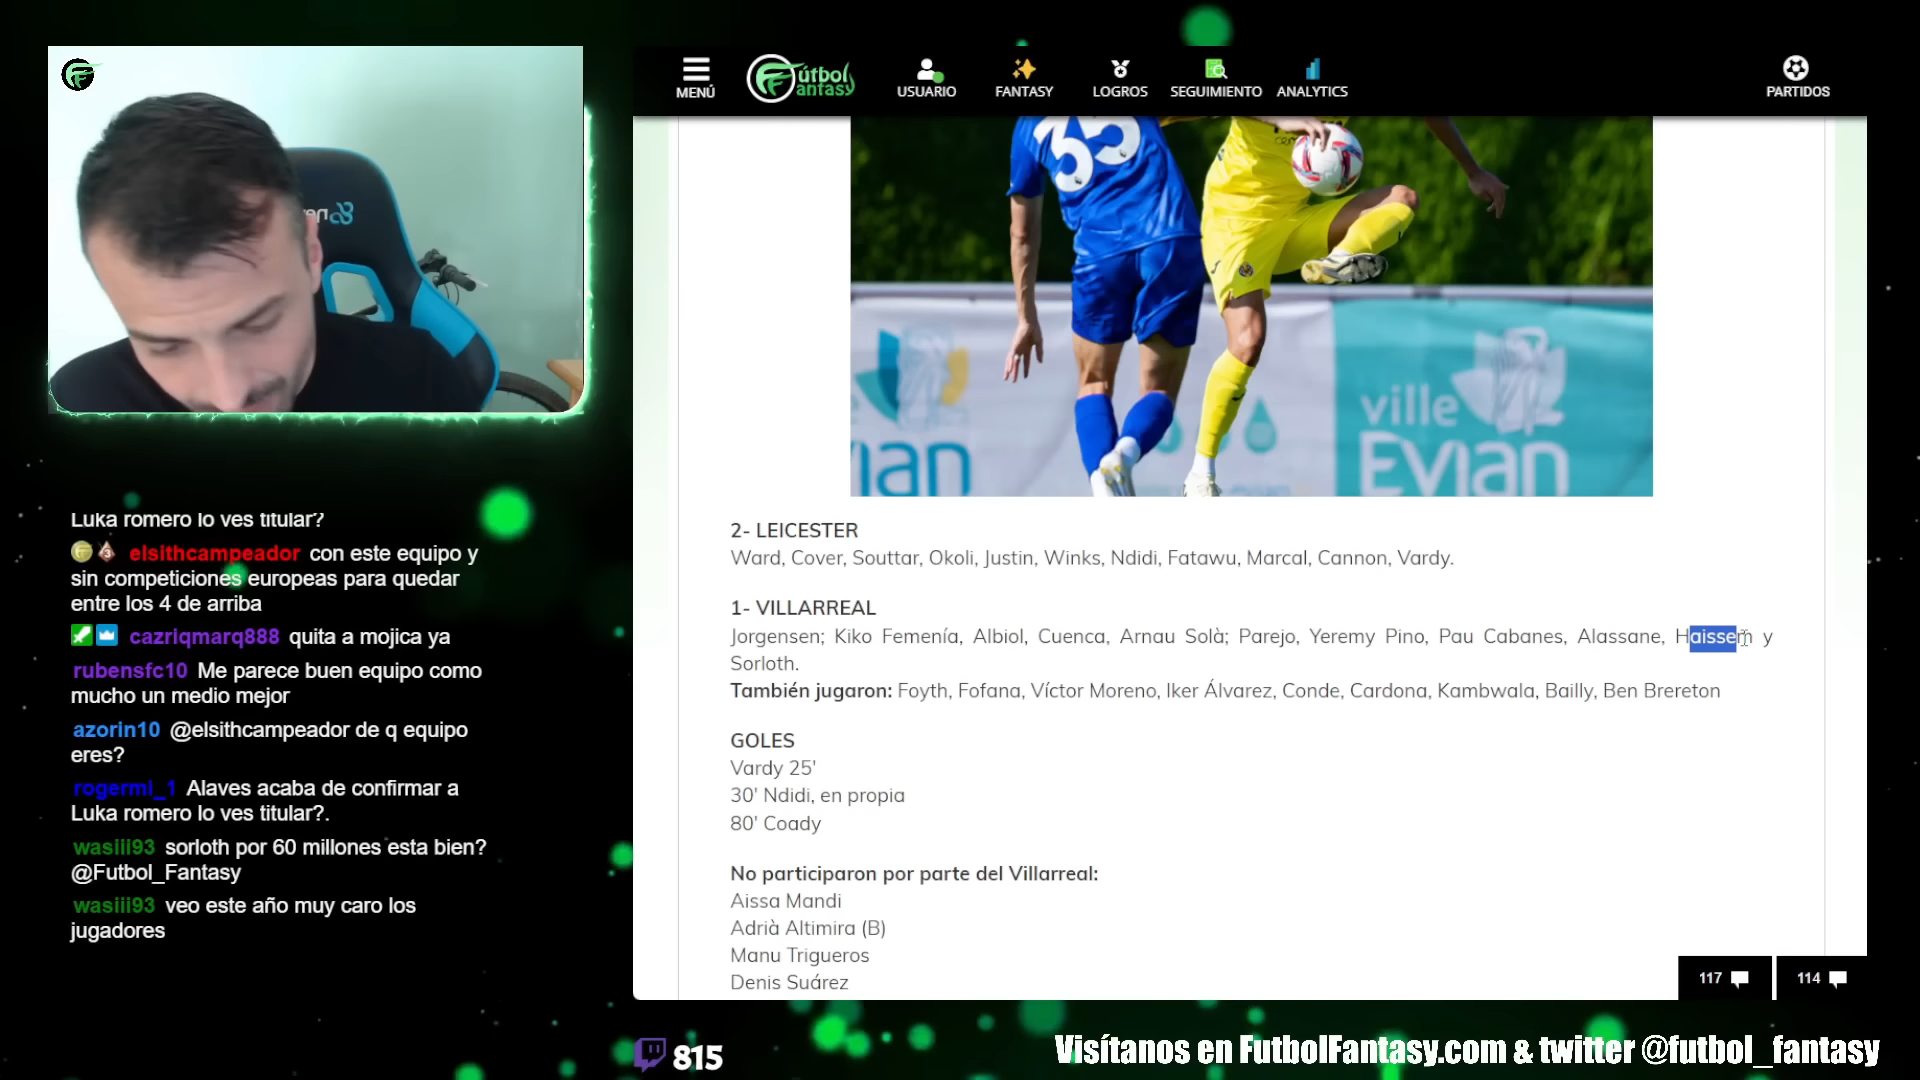 MENÚ
Fútbol
Fantasy
USUARIO
FANTASY
LOGROS
SEGUIMIENTO
ANALYTICS
PARTIDOS
35
ville
Evian
vian
2- LEICESTER
Ward, Cover, Souttar, Okoli, Justin, Winks, Ndidi, Fatawu, Marcal, Cannon, Vardy.
1- VILLARREAL
Jorgensen; Kiko Femenía, Albiol, Cuenca, Arnau Solà; Parejo, Yeremy Pino, Pau Cabanes, Alassane, Haissem y
Sorloth.
También jugaron: Foyth, Fofana, Víctor Moreno, Iker Álvarez, Conde, Cardona, Kambwala, Bailly, Ben Brereton
GOLES
Vardy 25'
30' Ndidi, en propia
80' Coady
No participaron por parte del Villarreal:
Aissa Mandi
Adrià Altimira (B)
Manu Trigueros
Denis Suárez
117
114
Luka romero lo ves titular?
elsithcampeador con este equipo y
sin competiciones europeas para quedar
entre los 4 de arriba
cazriqmarq888 quita a mojica ya
rubensfc10 Me parece buen equipo como
mucho un medio mejor
azorin10 @elsithcampeador de q equipo
eres?
rogermi_1 Alaves acaba de confirmar a
Luka romero lo ves titular?.
wasiii93 sorloth por 60 millones esta bien?
@Futbol_Fantasy
wasiii93 veo este año muy caro los
jugadores
815
Visítanos en FutbolFantasy.com & twitter @futbol_fantasy